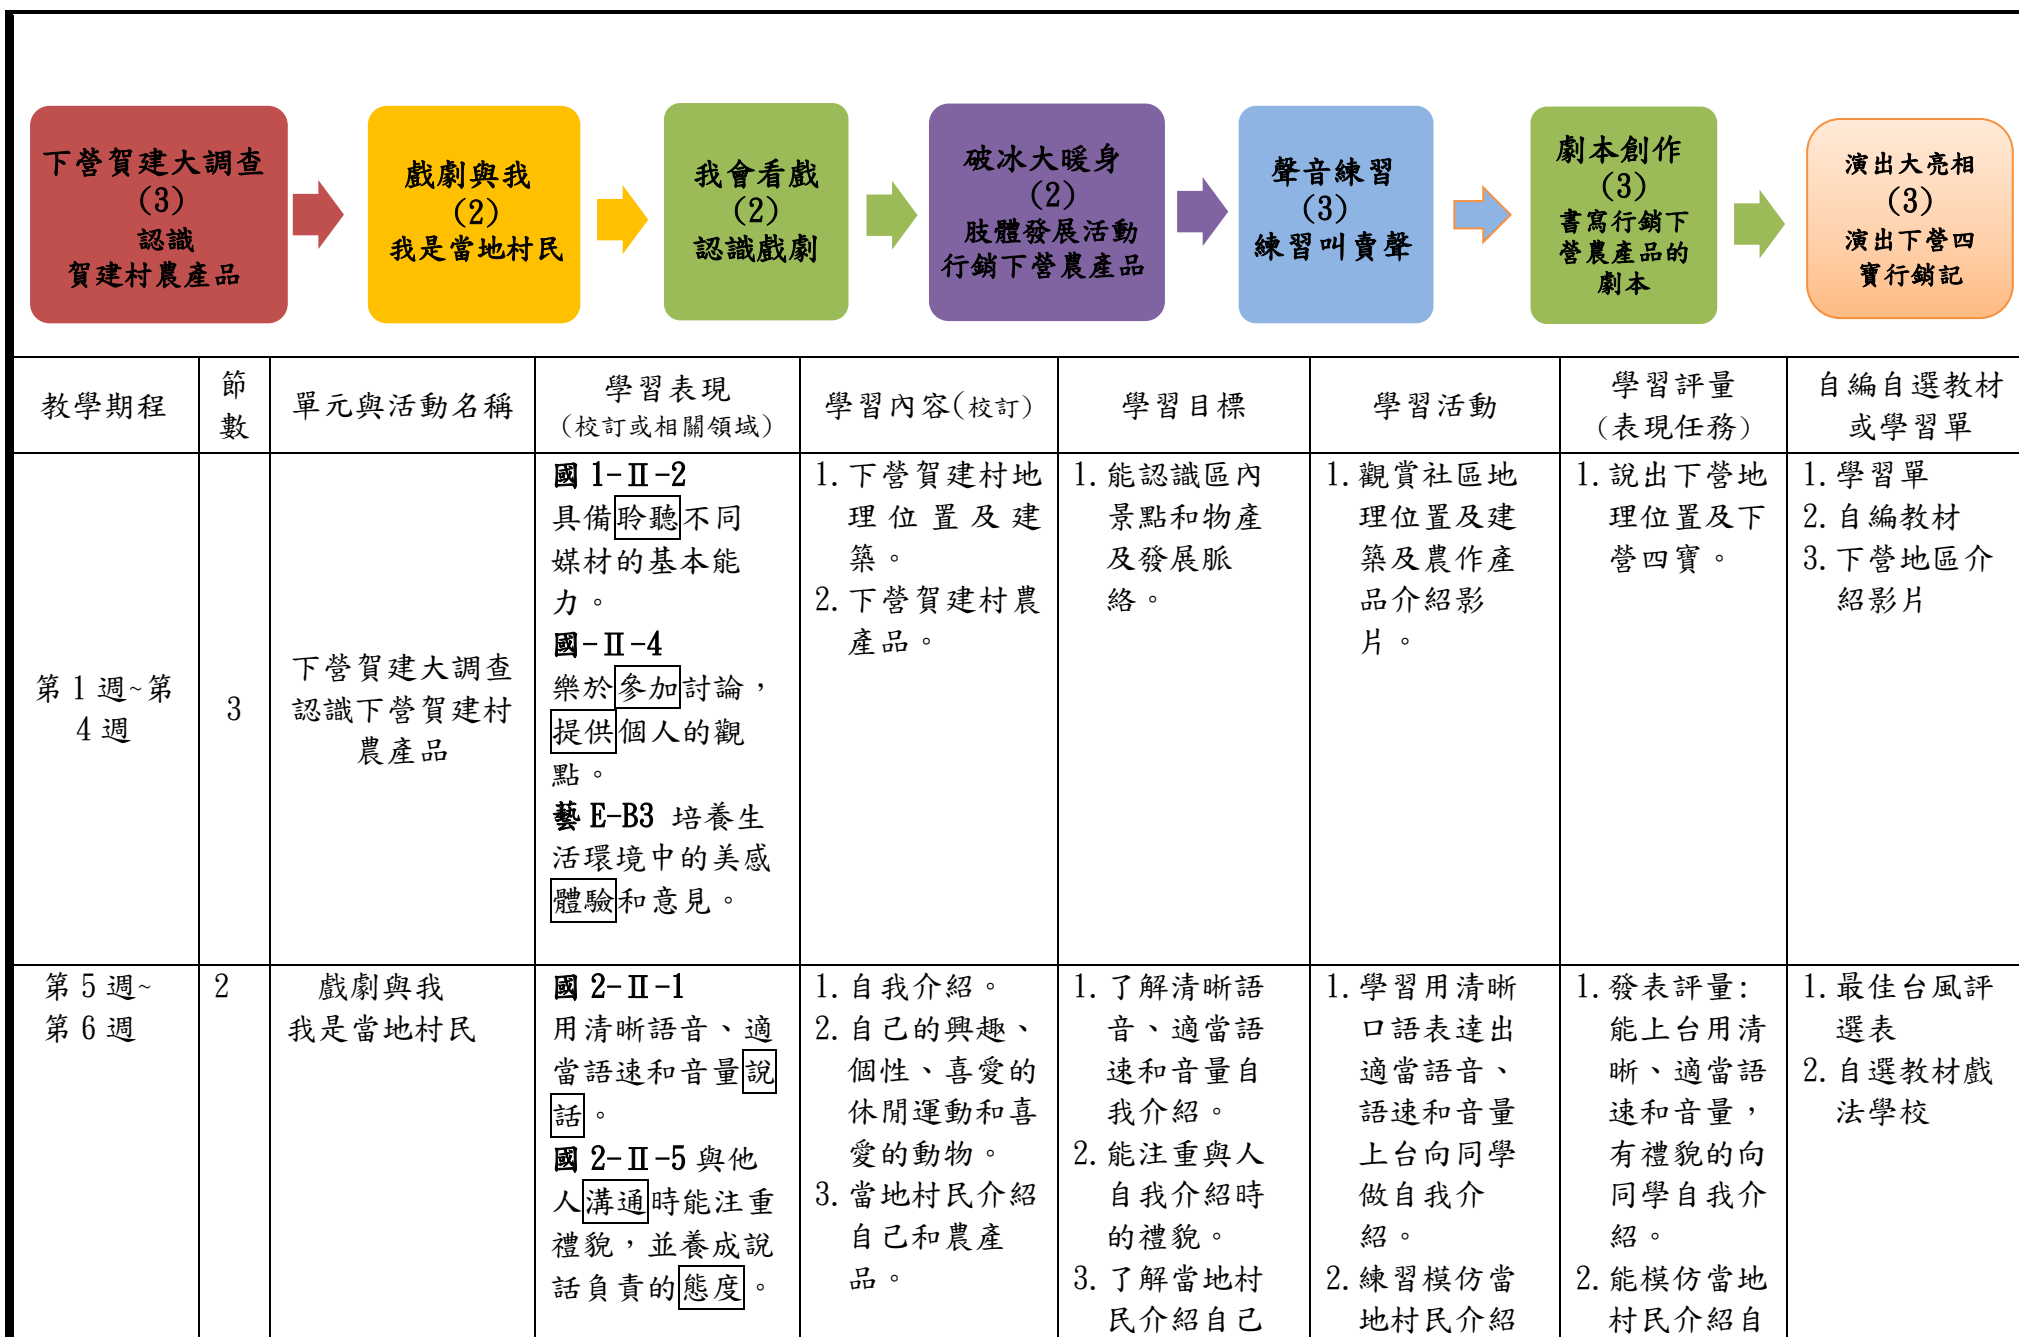 下營賀建大調查
(3)
認識
賀建村農產品
戲劇與我
(2)
我是當地村民
我會看戲
(2)
認識戲劇
破冰大暖身
(2)
肢體發展活動
行銷下營農產品
聲音練習
(3)
練習叫賣聲
劇本創作
(3)
書寫行銷下
營農產品的
劇本
演出大亮相
(3)
演出下營四
寶行銷記
教學期程
節
數
單元與活動名稱
學習表現
(校訂或相關領域)
學習內容(校訂)
學習目標
學習活動
學習評量
(表現任務)
自編自選教材
或學習單
第 1 週~第
4 週
3
下營賀建大調查
認識下營賀建村
農產品
國 1-Ⅱ-2
具備聆聽不同
媒材的基本能
力。
國-Ⅱ-4
樂於參加討論，
提供個人的觀
點。
藝 E-B3 培養生
活環境中的美感
體驗和意見。
1. 下營賀建村地
理位置及建
築。
2. 下營賀建村農
產品。
1. 能認識區內
景點和物產
及發展脈
絡。
1. 觀賞社區地
理位置及建
築及農作產
品介紹影
片。
1. 說出下營地
理位置及下
營四寶。
1. 學習單
2. 自編教材
3. 下營地區介
紹影片
第 5 週~
第 6 週
2
戲劇與我
我是當地村民
國 2-Ⅱ-1
用清晰語音、適
當語速和音量說
話。
國 2-Ⅱ-5 與他
人溝通時能注重
禮貌，並養成說
話負責的態度。
1. 自我介紹。
2. 自己的興趣、
個性、喜愛的
休閒運動和喜
愛的動物。
3. 當地村民介紹
自己和農產
品。
1. 了解清晰語
音、適當語
速和音量自
我介紹。
2. 能注重與人
自我介紹時
的禮貌。
3. 了解當地村
民介紹自己
1. 學習用清晰
口語表達出
適當語音、
語速和音量
上台向同學
做自我介
紹。
2. 練習模仿當
地村民介紹
1. 發表評量:
能上台用清
晰、適當語
速和音量，
有禮貌的向
同學自我介
紹。
2. 能模仿當地
村民介紹自
1. 最佳台風評
選表
2. 自選教材戲
法學校